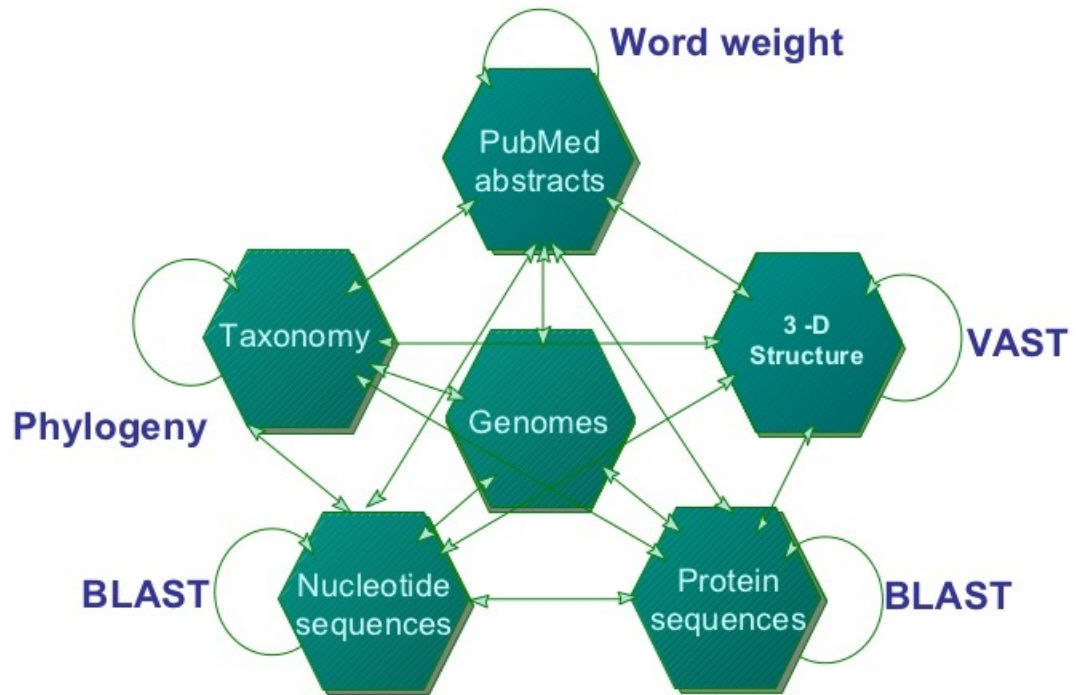 Word weight
PubMed
abstracts
Taxonomy
3 -D
Structure
VAST
Phylogeny
Genomes
BLAST
Nucleotide
sequences
Protein
sequences
BLAST